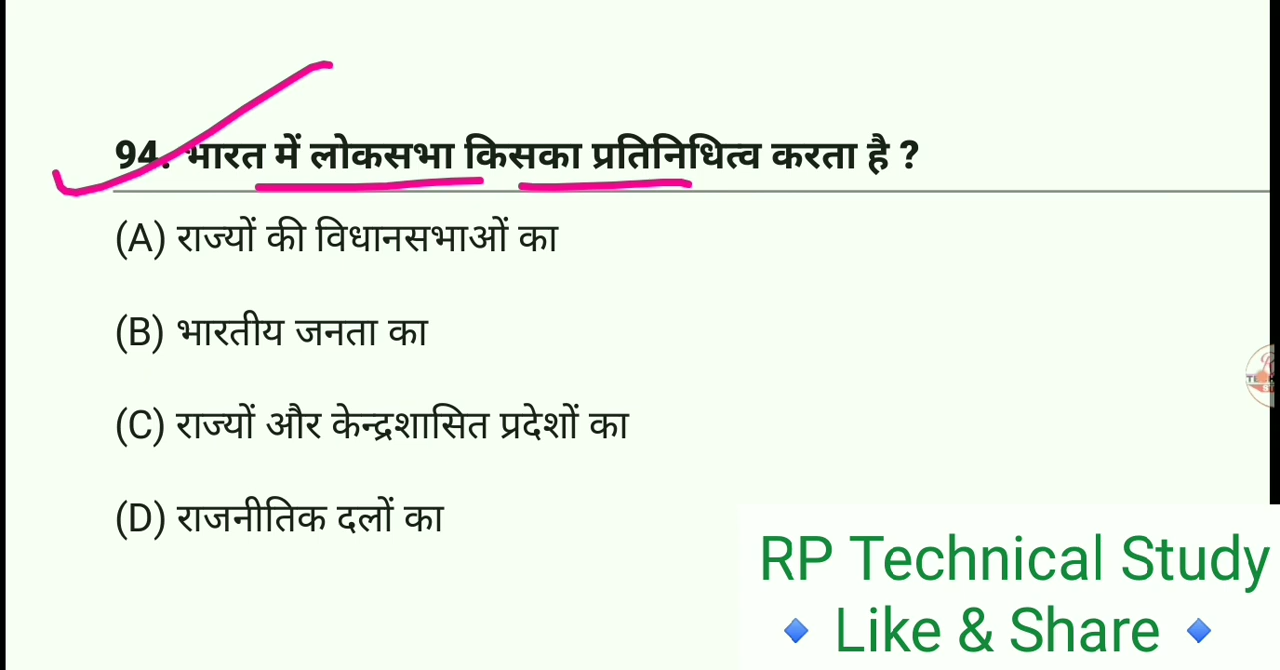 94. भारत में लोकसभा किसका प्रतिनिधित्व करता है ?
(A) राज्यों की विधानसभाओं का
(B) भारतीय जनता का
(C) राज्यों और केन्द्रशासित प्रदेशों का
(D) राजनीतिक दलों का
RP Technical Study
🔹 Like & Share 🔹